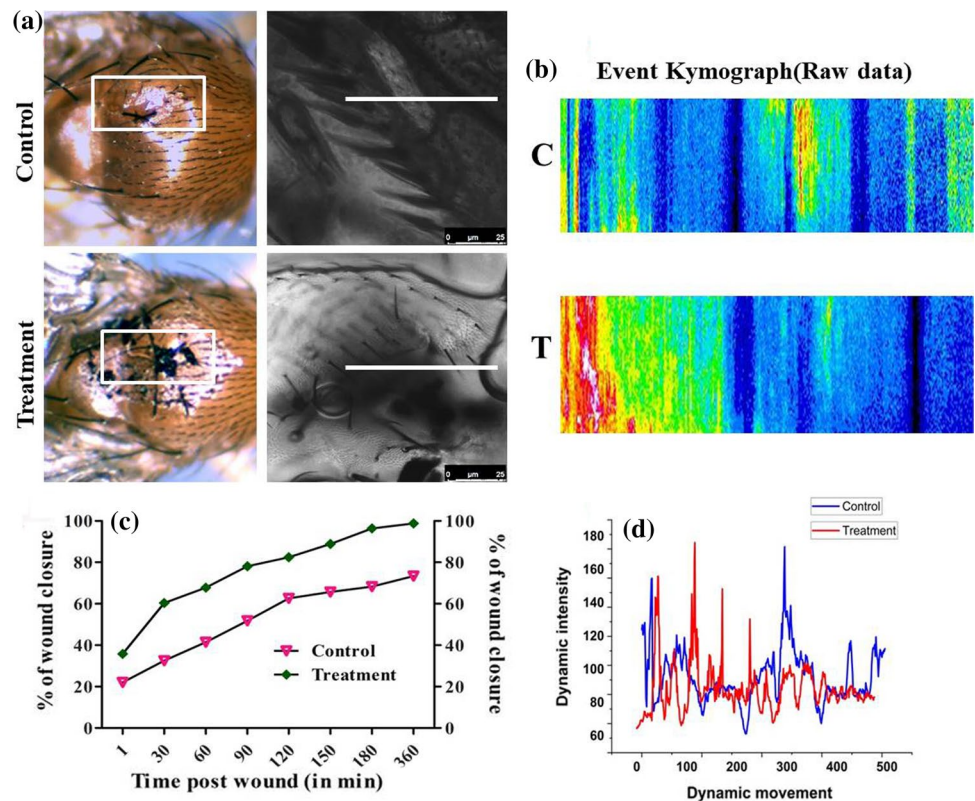 (a)
Control
0 µm 25
Treatment
0 µm 25
(b)
Event Kymograph(Raw data)
C
T
(c)
% of wound closure
100
80
60
40
20
0
100
80
60
40
20
0
% of wound closure
Control
Treatment
1 30 60 90 120 150 180 360
Time post wound (in min)
(d)
Control
Treatment
Dynamic intensity
180
160
140
120
100
80
60
0 100 200 300 400 500
Dynamic movement